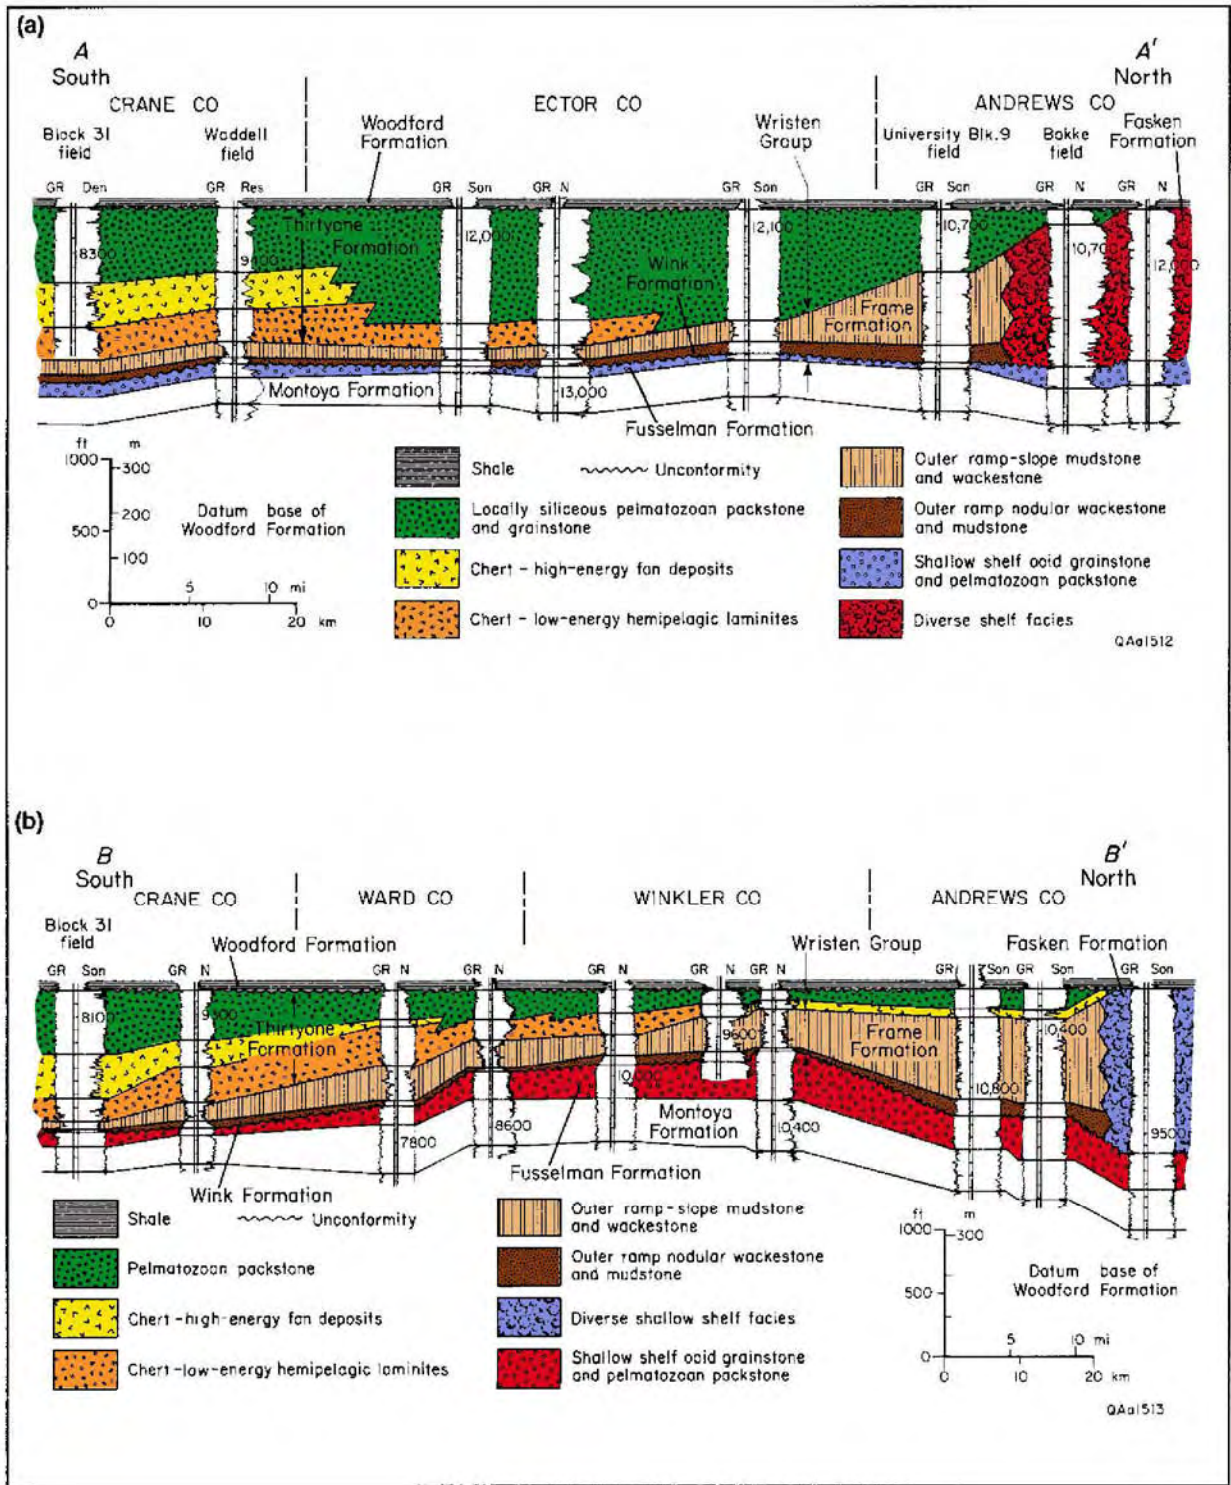 (a)
A
South
A'
North
CRANE CO
ECTOR CO
ANDREWS CO
Block 31
field
Waddell
field
Woodford
Formation
Wristen
Group
University Blk.9
field
Bakke
field
Fasken
Formation
GR Den GR Res GR Son GR N GR Son GR Son GR N GR N
Thirtyone
Formation
8300
9400
12,000
12,100
10,700
10,700
12,000
Wink
Formation
Frame
Formation
Montoya Formation
13,000
Fusselman Formation
ft m
1000
300
200
500
100
0
Datum base of
Woodford Formation
5 10 mi
0 10 20 km
Shale
Unconformity
Locally siliceous pelmatozoan packstone
and grainstone
Chert - high-energy fan deposits
Chert - low-energy hemipelagic laminites
Outer ramp-slope mudstone
and wackestone
Outer ramp nodular wackestone
and mudstone
Shallow shelf ooid grainstone
and pelmatozoan packstone
Diverse shelf facies
QAa1512
(b)
B
South
B'
North
CRANE CO
WARD CO
WINKLER CO
ANDREWS CO
Block 31
field
Woodford Formation
Wristen Group
Fasken Formation
GR Son GR N GR N GR N GR N GR N GR N GR Son GR Son GR Son
8100
Thirtyone
Formation
9600
10,400
Frame
Formation
10,000
10,800
9500
7800
8600
Montoya
Formation
10,400
Fusselman Formation
Wink Formation
Shale
Unconformity
Pelmatozoan packstone
Chert-high-energy fan deposits
Chert-low-energy hemipelagic laminites
Outer ramp-slope mudstone
and wackestone
Outer ramp nodular wackestone
and mudstone
Diverse shallow shelf facies
Shallow shelf ooid grainstone
and pelmatozoan packstone
ft m
1000
300
500
0
Datum base of
Woodford Formation
5 10 mi
0 10 20 km
QAa1513